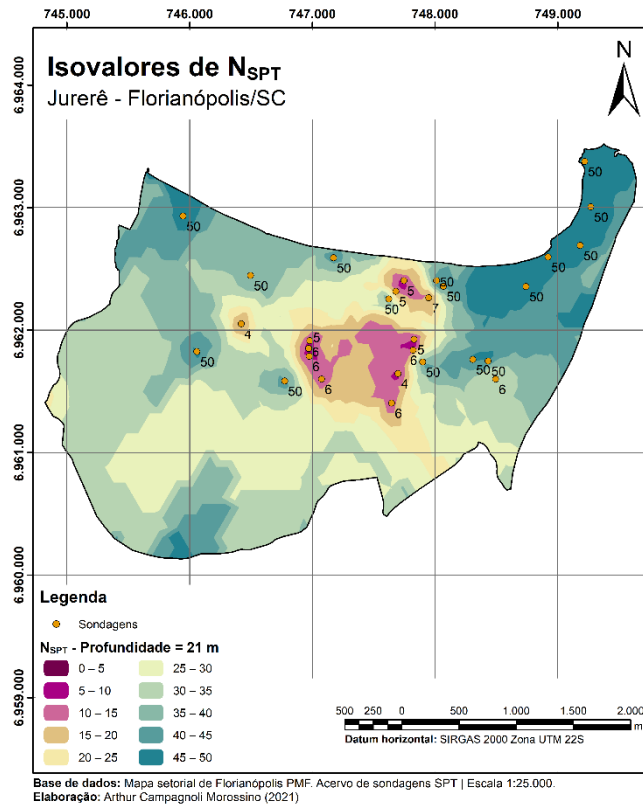 745.000 746.000 747.000 748.000 749.000
Isovalores de NSPT
Jurerê - Florianópolis/SC
N
6.964.000
6.963.000
6.962.000
6.961.000
6.960.000
6.959.000
50
50
50
50
50
50
50
50
50
50
5
5
50
7
4
5
6
6
6
50
50
5
6
50
4
6
50
50
6
Legenda
Sondagens
NSPT - Profundidade = 21 m
0 – 5 25 – 30
5 – 10 30 – 35
10 – 15 35 – 40
15 – 20 40 – 45
20 – 25 45 – 50
500 250 0 500 1.000 1.500 2.000
m
Datum horizontal: SIRGAS 2000 Zona UTM 22S
Base de dados: Mapa setorial de Florianópolis PMF. Acervo de sondagens SPT | Escala 1:25.000.
Elaboração: Arthur Campagnoli Morossino (2021)